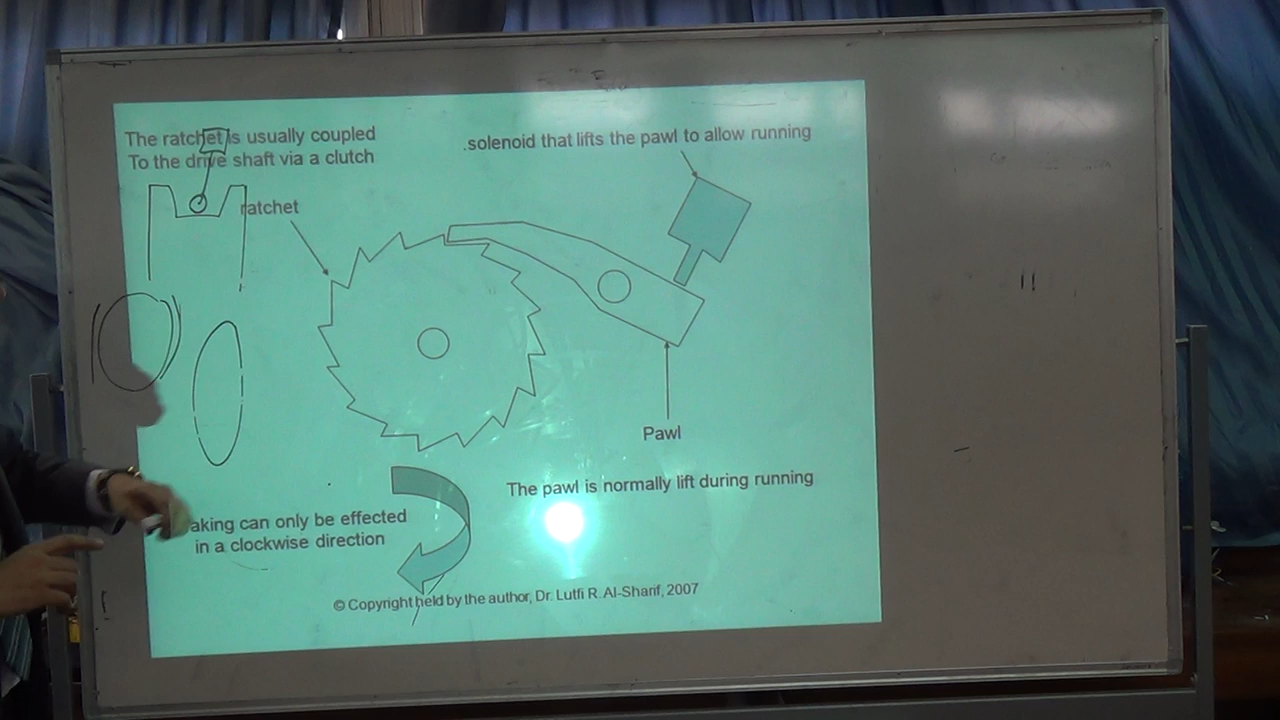 The ratchet is usually coupled
To the drive shaft via a clutch
.solenoid that lifts the pawl to allow running
ratchet
Pawl
The pawl is normally lift during running
aking can only be effected
in a clockwise direction
© Copyright held by the author, Dr. Lutfi R. Al-Sharif, 2007